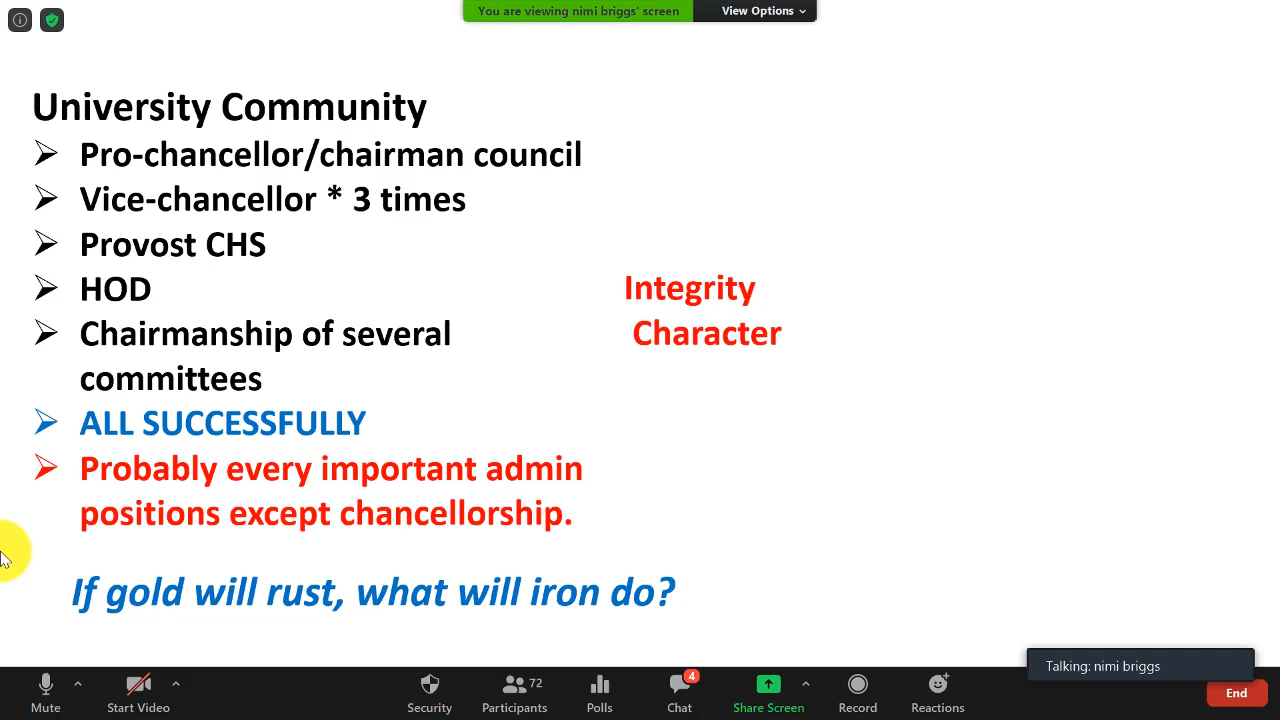 You are viewing nimi briggs' screen
View Options
University Community
Pro-chancellor/chairman council
Vice-chancellor * 3 times
Provost CHS
HOD
Integrity
Chairmanship of several
Character
committees
ALL SUCCESSFULLY
Probably every important admin
positions except chancellorship.
If gold will rust, what will iron do?
Talking: nimi briggs
Mute
Start Video
Security
72
Participants
Polls
4
Chat
Share Screen
Record
Reactions
End